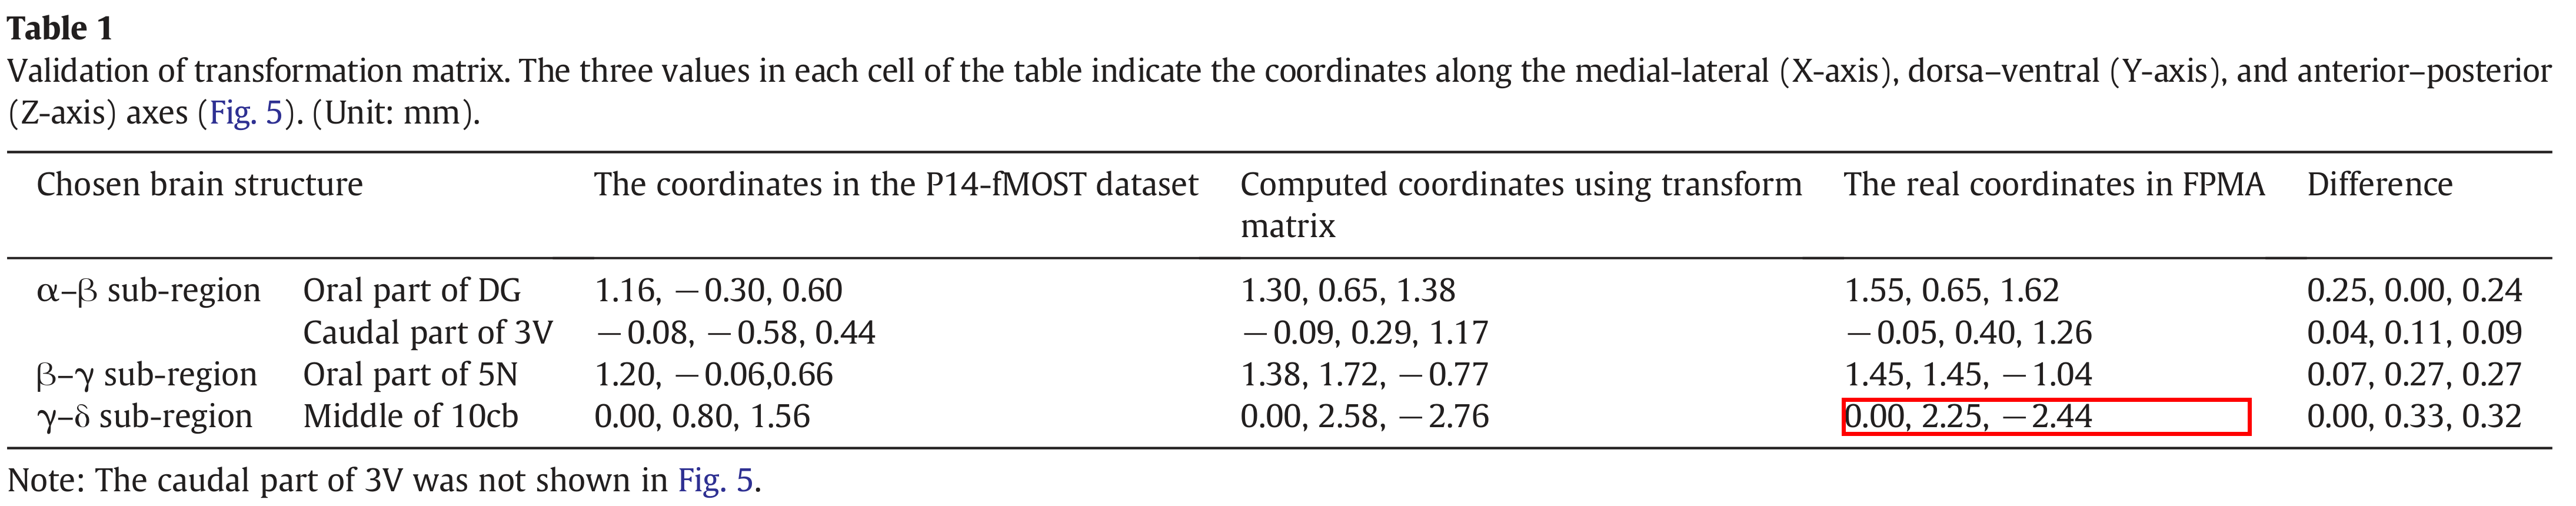 Table 1
Validation of transformation matrix. The three values in each cell of the table indicate the coordinates along the medial-lateral (X-axis), dorsa–ventral (Y-axis), and anterior–posterior
(Z-axis) axes (Fig. 5). (Unit: mm).
Chosen brain structure The coordinates in the P14-fMOST dataset Computed coordinates using transform matrix The real coordinates in FPMA Difference
α–β sub-region Oral part of DG 1.16, −0.30, 0.60 1.30, 0.65, 1.38 1.55, 0.65, 1.62 0.25, 0.00, 0.24
Caudal part of 3V −0.08, −0.58, 0.44 −0.09, 0.29, 1.17 −0.05, 0.40, 1.26 0.04, 0.11, 0.09
β–γ sub-region Oral part of 5N 1.20, −0.06,0.66 1.38, 1.72, −0.77 1.45, 1.45, −1.04 0.07, 0.27, 0.27
γ–δ sub-region Middle of 10cb 0.00, 0.80, 1.56 0.00, 2.58, −2.76 0.00, 2.25, −2.44 0.00, 0.33, 0.32
Note: The caudal part of 3V was not shown in Fig. 5.